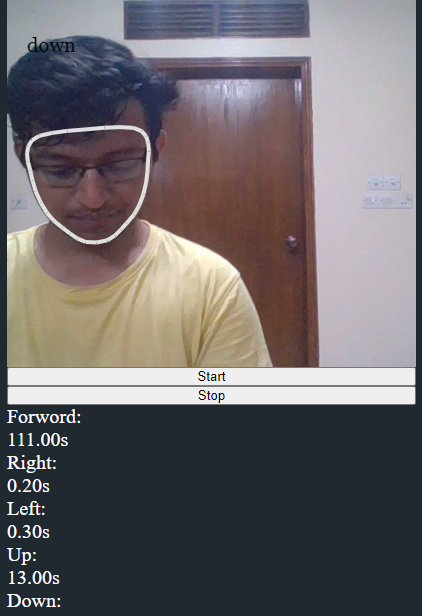 down
Start
Stop
Forword:
111.00s
Right:
0.20s
Left:
0.30s
Up:
13.00s
Down: